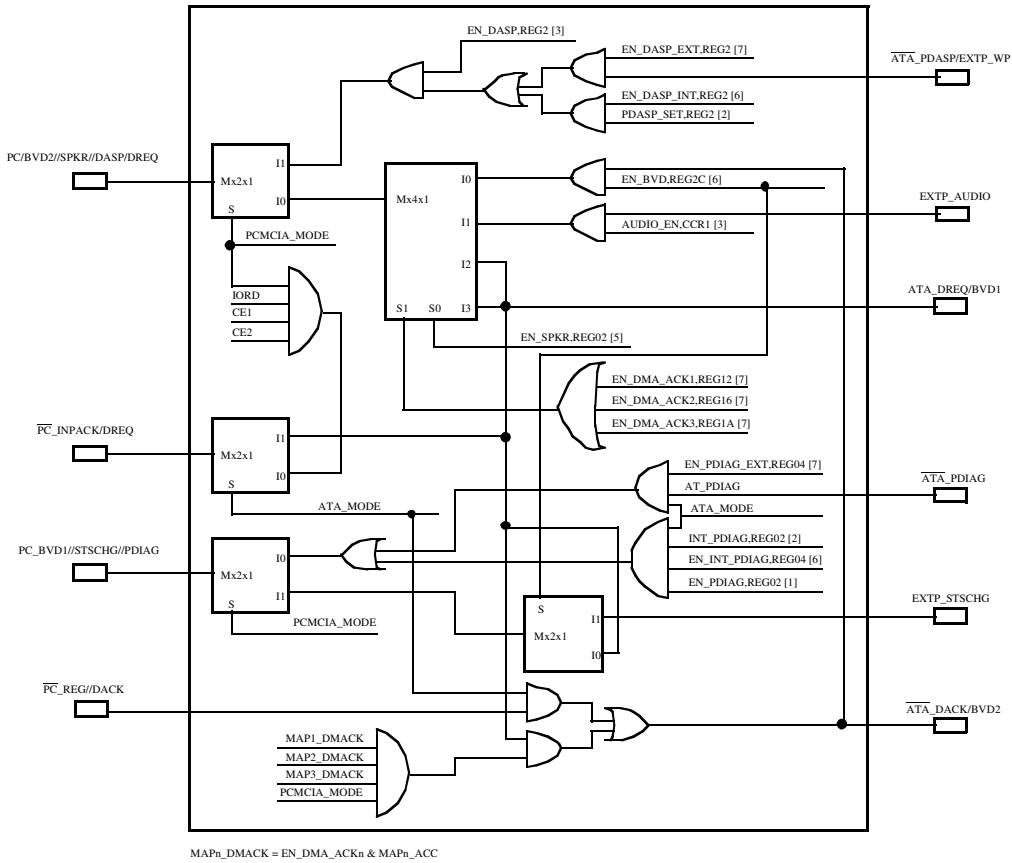 EN_DASP,REG2 [3]
EN_DASP_EXT,REG2 [7]
ATA_PDASP/EXTP_WP
EN_DASP_INT,REG2 [6]
PDASP_SET,REG2 [2]
PC/BVD2//SPKR//DASP/DREQ
I1
Mx2x1
I0
S
PCMCIA_MODE
I0
Mx4x1
I1
I2
I3
S1
S0
EN_BVD,REG2C [6]
EXTP_AUDIO
AUDIO_EN,CCR1 [3]
ATA_DREQ/BVD1
IORD
CE1
CE2
EN_SPKR,REG02 [5]
EN_DMA_ACK1,REG12 [7]
EN_DMA_ACK2,REG16 [7]
EN_DMA_ACK3,REG1A [7]
PC_INPACK/DREQ
I1
Mx2x1
I0
S
ATA_MODE
EN_PDIAG_EXT,REG04 [7]
AT_PDIAG
ATA_PDIAG
ATA_MODE
INT_PDIAG,REG02 [2]
EN_INT_PDIAG,REG04 [6]
EN_PDIAG,REG02 [1]
PC_BVD1//STSCHG//PDIAG
I0
Mx2x1
I1
S
PCMCIA_MODE
S
I1
Mx2x1
I0
EXTP_STSCHG
PC_REG//DACK
ATA_DACK/BVD2
MAP1_DMACK
MAP2_DMACK
MAP3_DMACK
PCMCIA_MODE
MAPn_DMACK = EN_DMA_ACKn & MAPn_ACC